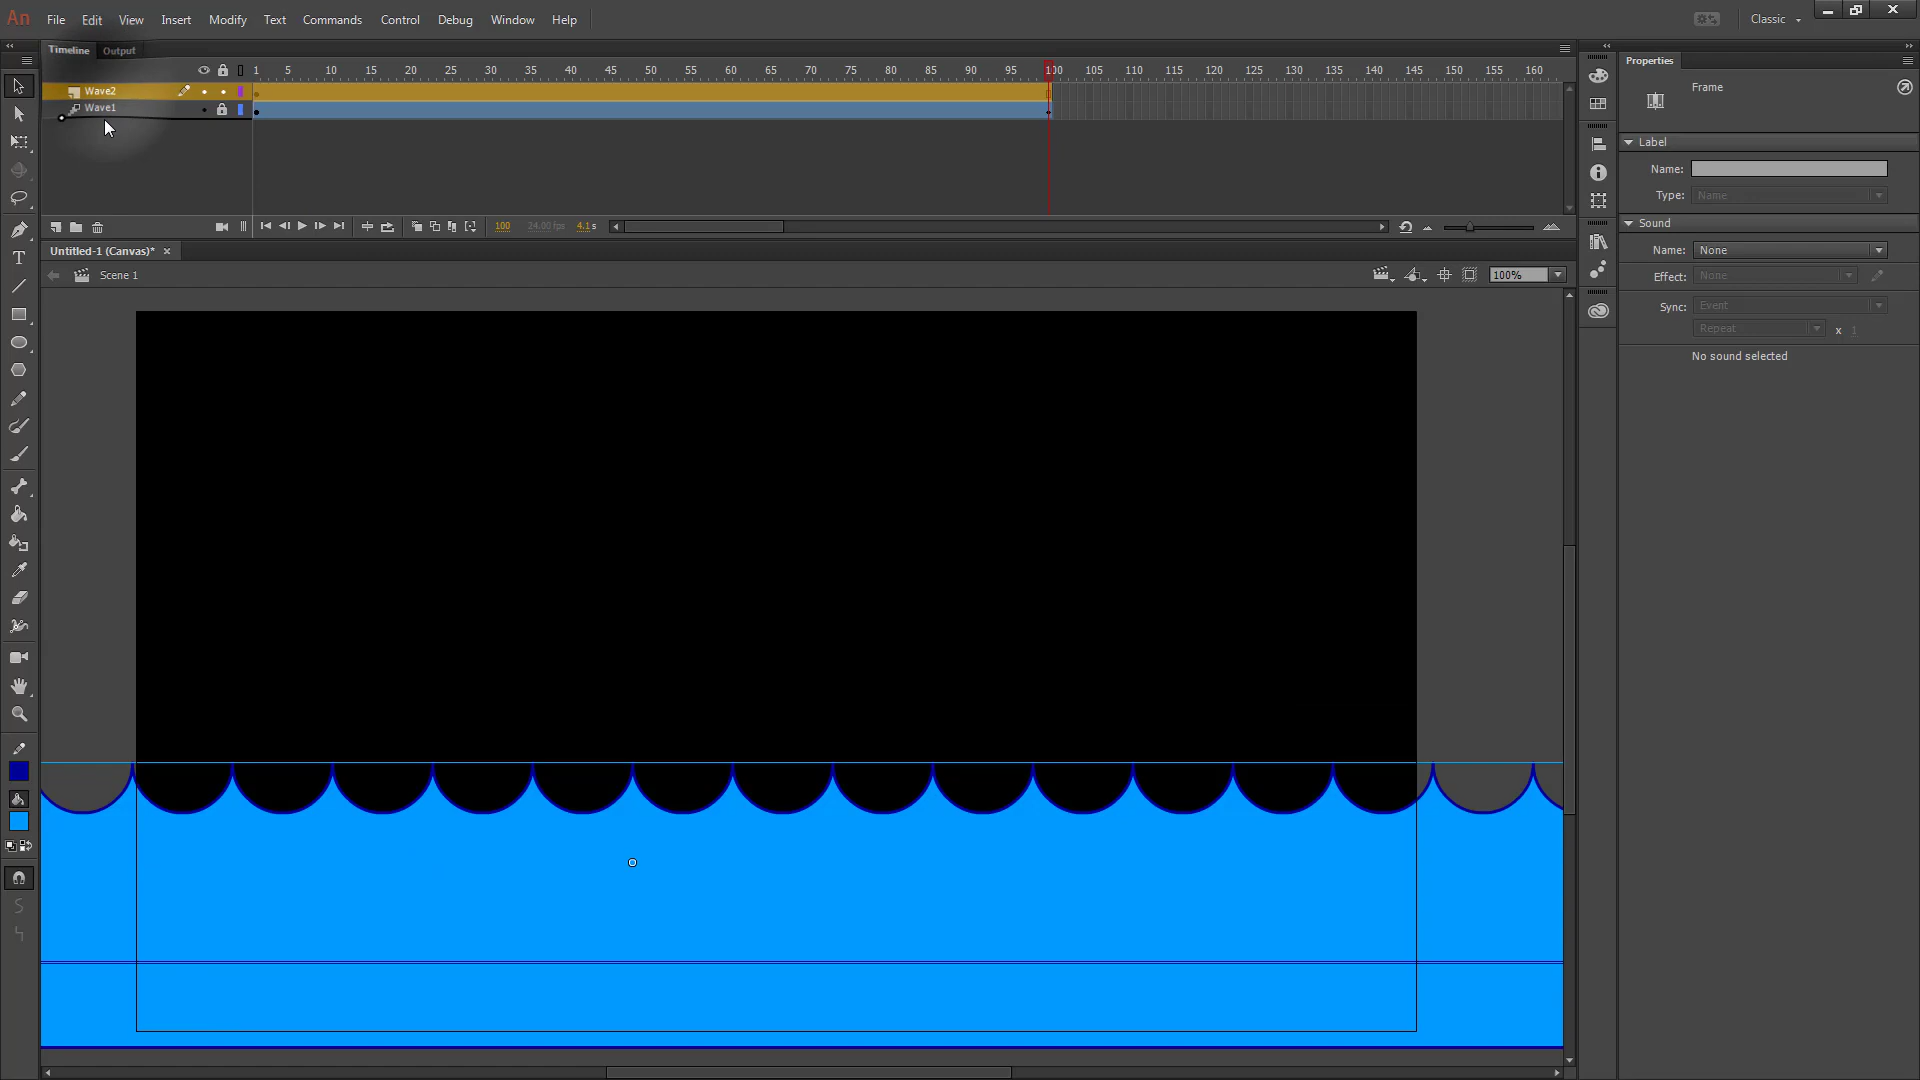 An File Edit View Insert Modify Text Commands Control Debug Window Help Classic
Timeline Output
1 5 10 15 20 25 30 35 40 45 50 55 60 65 70 75 80 85 90 95 100 105 110 115 120 125 130 135 140 145 150 155 160
Wave2
Wave1
100 24.00 fps 4.1 s
Untitled-1 (Canvas)* ×
Scene 1 100%
T
Properties
Frame
Label
Name:
Type: Name
Sound
Name: None
Effect: None
Sync: Event
Repeat x 1
No sound selected